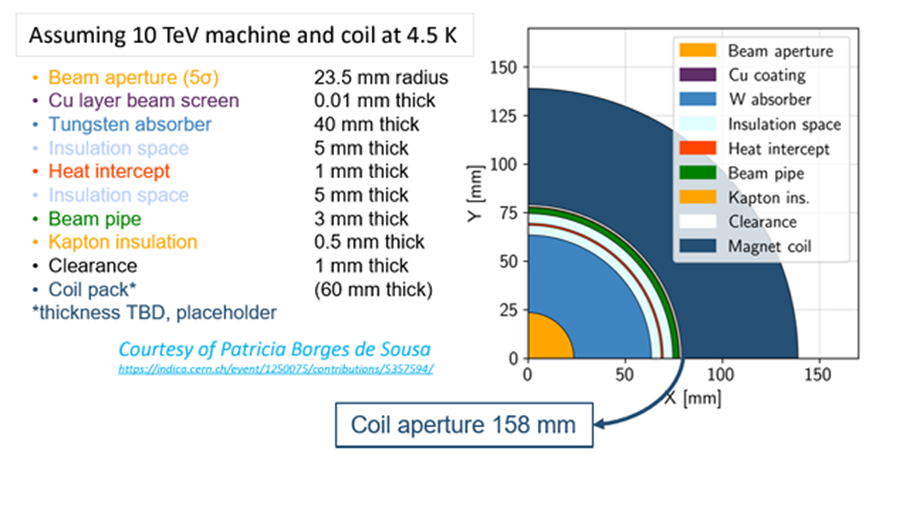 Assuming 10 TeV machine and coil at 4.5 K
• Beam aperture (5σ) 23.5 mm radius
• Cu layer beam screen 0.01 mm thick
• Tungsten absorber 40 mm thick
• Insulation space 5 mm thick
• Heat intercept 1 mm thick
• Insulation space 5 mm thick
• Beam pipe 3 mm thick
• Kapton insulation 0.5 mm thick
• Clearance 1 mm thick
• Coil pack* (60 mm thick)
*thickness TBD, placeholder
Courtesy of Patricia Borges de Sousa
https://indico.cern.ch/event/1250075/contributions/5357594/
Y [mm]
150
125
100
75
50
25
0
0 50 100 150
X [mm]
Beam aperture
Cu coating
W absorber
Insulation space
Heat intercept
Beam pipe
Kapton ins.
Clearance
Magnet coil
Coil aperture 158 mm